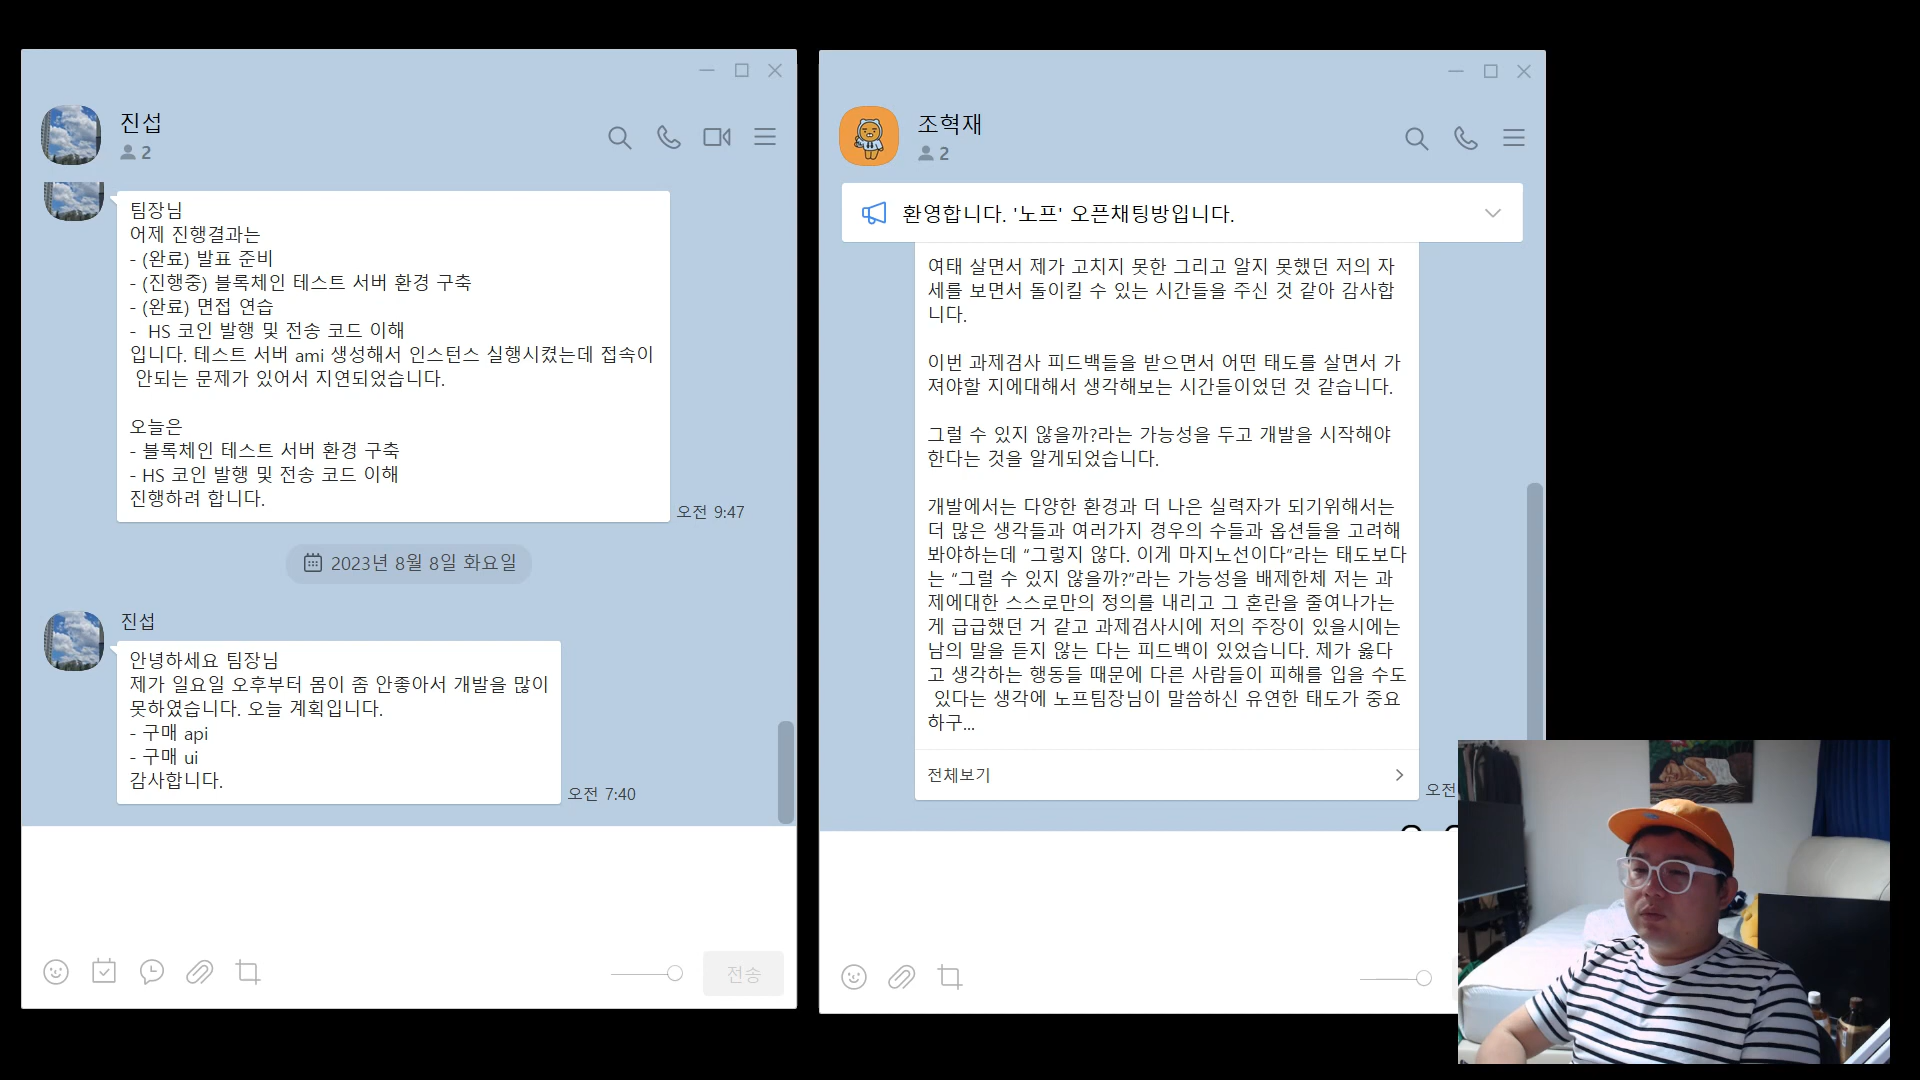 진섭
2
팀장님
어제 진행결과는
- (완료) 발표 준비
- (진행중) 블록체인 테스트 서버 환경 구축
- (완료) 면접 연습
-  HS 코인 발행 및 전송 코드 이해
입니다. 테스트 서버 ami 생성해서 인스턴스 실행시켰는데 접속이
안되는 문제가 있어서 지연되었습니다.
오늘은
- 블록체인 테스트 서버 환경 구축
- HS 코인 발행 및 전송 코드 이해
진행하려 합니다.
오전 9:47
2023년 8월 8일 화요일
진섭
안녕하세요 팀장님
제가 일요일 오후부터 몸이 좀 안좋아서 개발을 많이
못하였습니다. 오늘 계획입니다.
- 구매 api
- 구매 ui
감사합니다.
오전 7:40
전송
조혁재
2
환영합니다. '노프' 오픈채팅방입니다.
여태 살면서 제가 고치지 못한 그리고 알지 못했던 저의 자
세를 보면서 돌이킬 수 있는 시간들을 주신 것 같아 감사합
니다.
이번 과제검사 피드백들을 받으면서 어떤 태도를 살면서 가
져야할 지에대해서 생각해보는 시간들이었던 것 같습니다.
그럴 수 있지 않을까?라는 가능성을 두고 개발을 시작해야
한다는 것을 알게되었습니다.
개발에서는 다양한 환경과 더 나은 실력자가 되기위해서는
더 많은 생각들과 여러가지 경우의 수들과 옵션들을 고려해
봐야하는데 “그렇지 않다. 이게 마지노선이다”라는 태도보다
는 “그럴 수 있지 않을까?”라는 가능성을 배제한체 저는 과
제에대한 스스로만의 정의를 내리고 그 혼란을 줄여나가는
게 급급했던 거 같고 과제검사시에 저의 주장이 있을시에는
남의 말을 듣지 않는 다는 피드백이 있었습니다. 제가 옳다
고 생각하는 행동들 때문에 다른 사람들이 피해를 입을 수도
있다는 생각에 노프팀장님이 말씀하신 유연한 태도가 중요
하구...
전체보기
오전